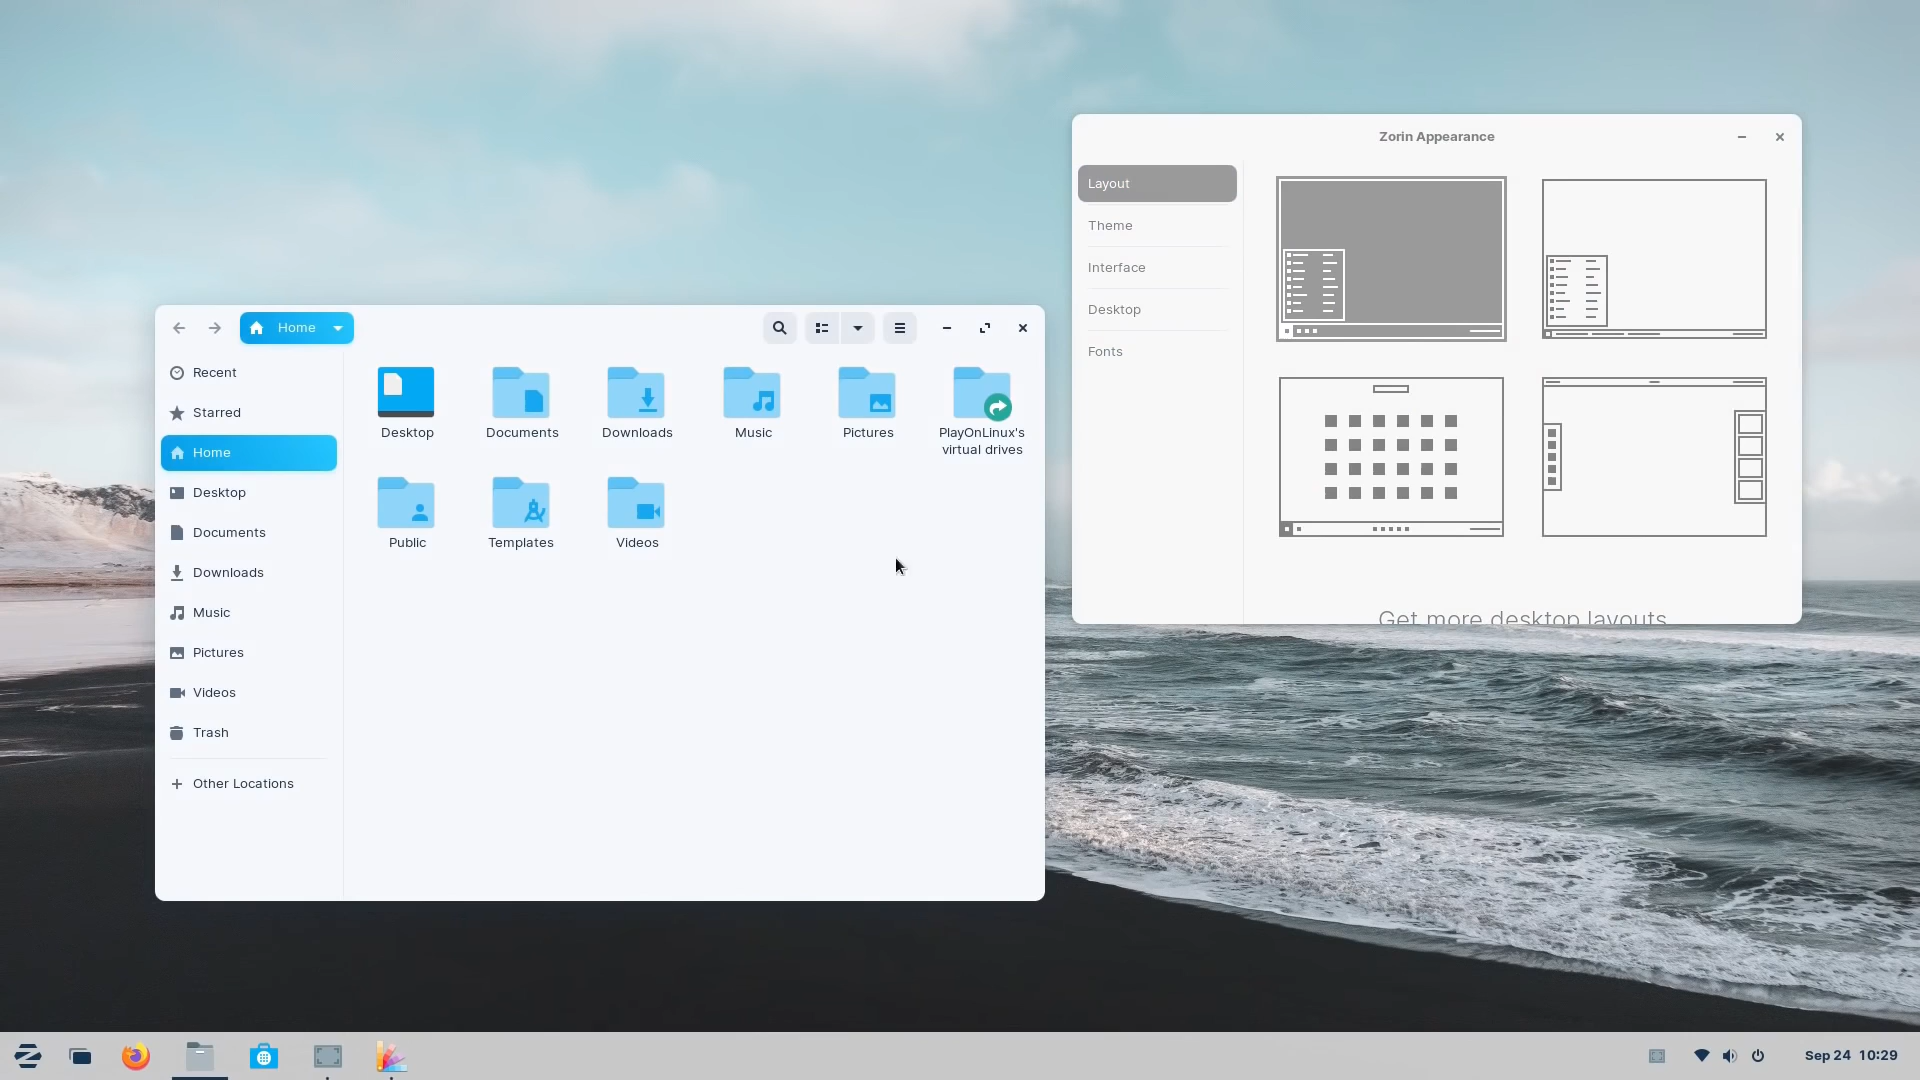 Zorin Appearance
Layout
Theme
Interface
Desktop
Fonts
Get more desktop layouts
Home
Recent
Starred
Home
Desktop
Documents
Downloads
Music
Pictures
Videos
Trash
Other Locations
Desktop
Documents
Downloads
Music
Pictures
PlayOnLinux's
virtual drives
Public
Templates
Videos
Sep 24 10:29